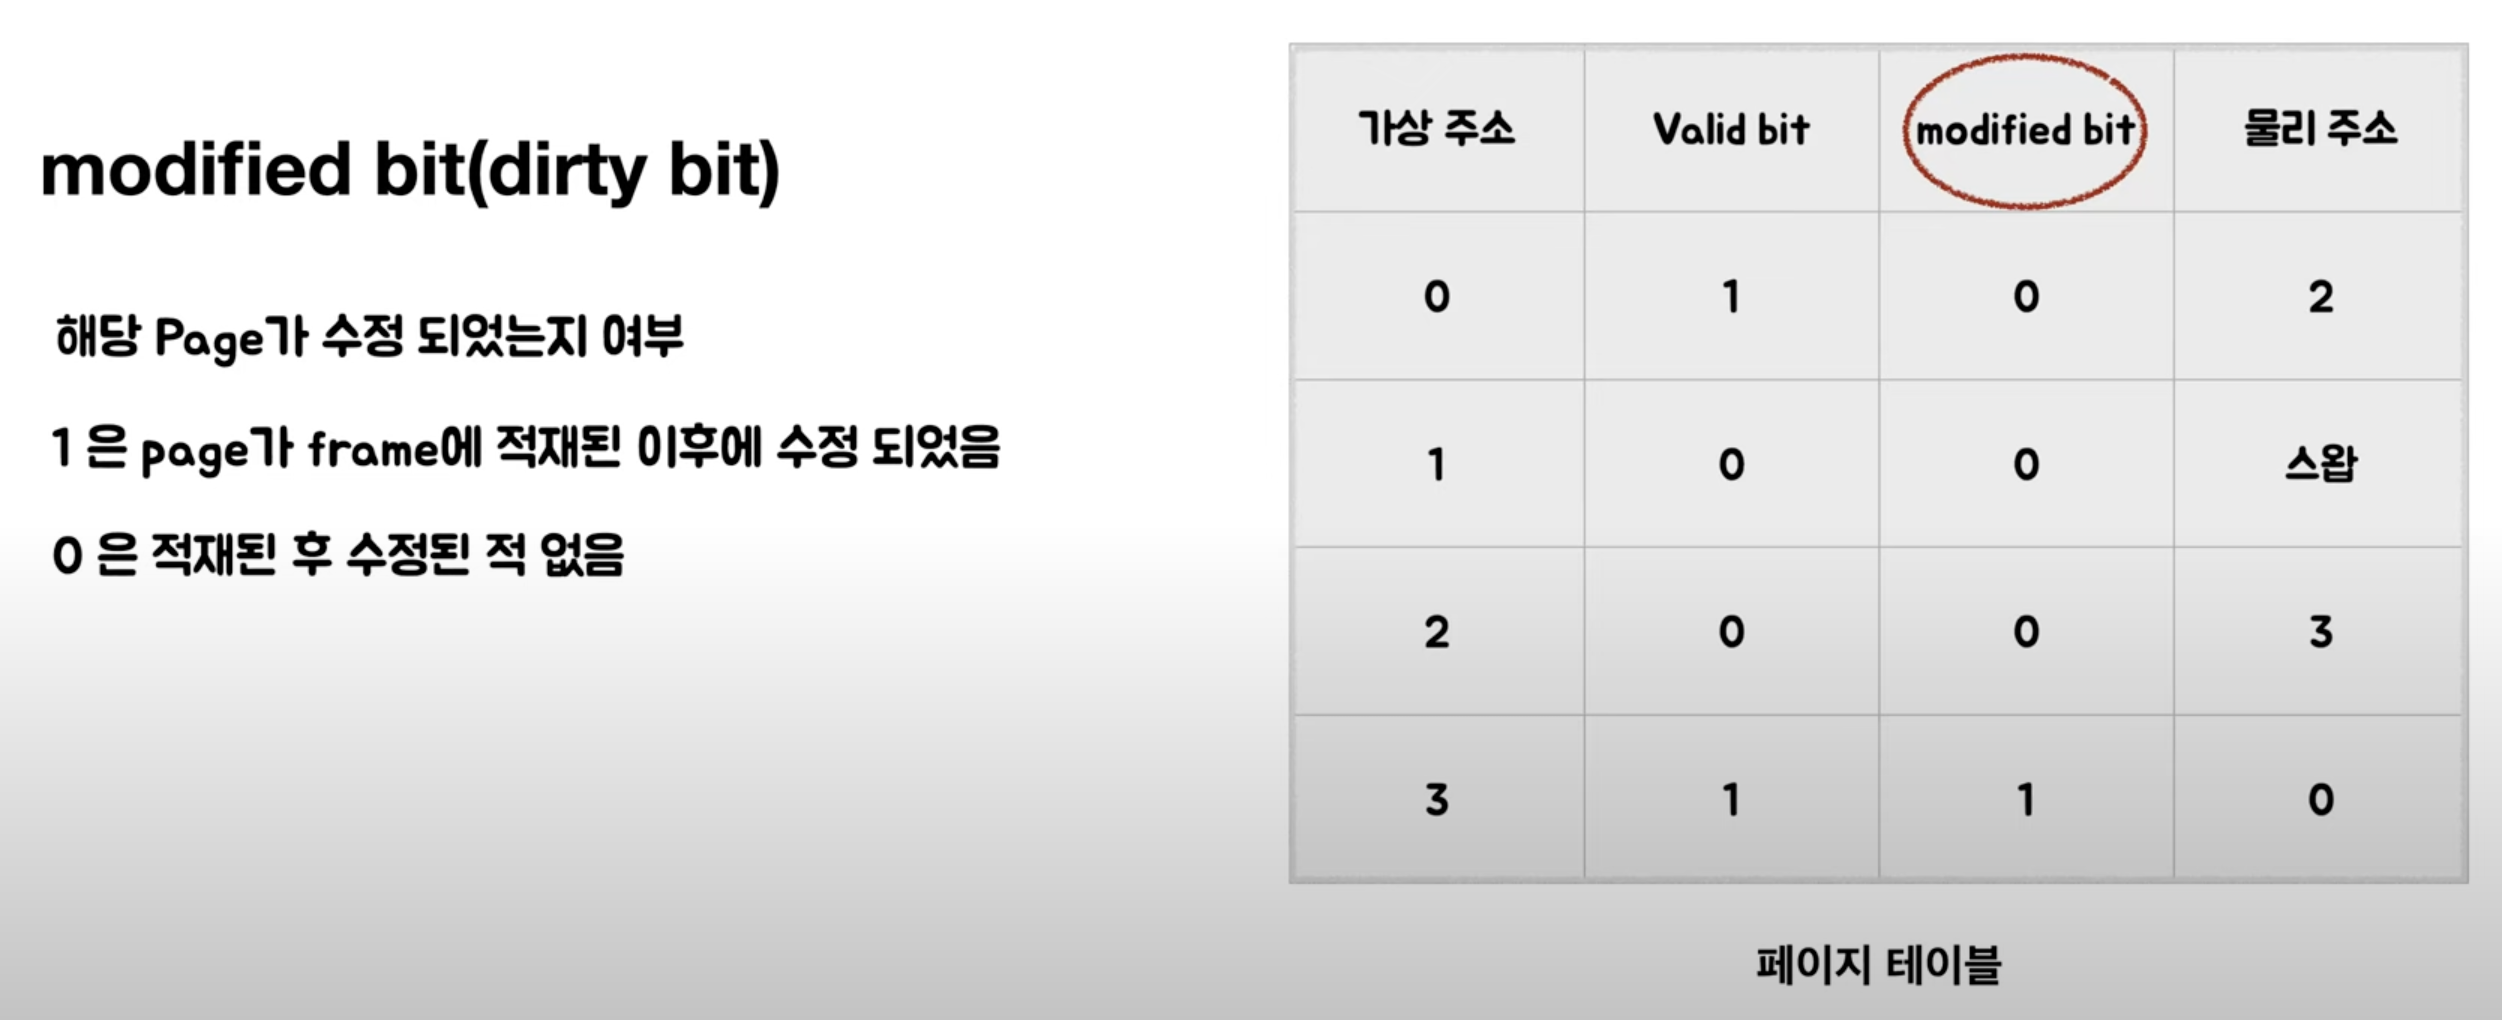 modified bit(dirty bit)
해당 Page가 수정 되었는지 여부
1 은 page가 frame에 적재된 이후에 수정 되었음
0 은 적재된 후 수정된 적 없음
가상 주소 Valid bit modified bit 물리 주소
0 1 0 2
1 0 0 스왑
2 0 0 3
3 1 1 0
페이지 테이블